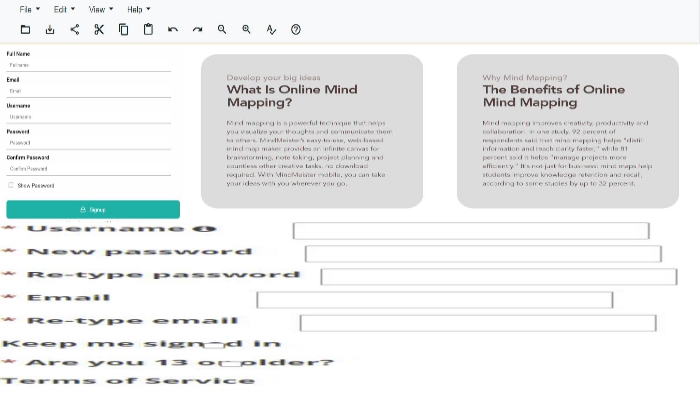 File Edit View Help
Full Name
Full name
Email
Email
Username
Username
Password
Password
Confirm Password
Confirm Password
Show Password
Signup
Develop your big ideas
What Is Online Mind
Mapping?
Mind mapping is a powerful technique that helps
you visualize your thoughts and communicate them
to others. MindMeister's easy-to-use, web-based
mind map maker provides an infinite canvas for
brainstorming, note taking, project planning and
countless other creative tasks, no download
required. With MindMeister mobile, you can take
your ideas with you wherever you go.
Why Mind Mapping?
The Benefits of Online
Mind Mapping
Mind mapping improves creativity, productivity and
collaboration. In one study, 92 percent of
respondents said that mind mapping helps "distil
information and teach clarity faster," while 81
percent said it helps "manage projects more
efficiently." It's not just for business: mind maps help
students improve knowledge retention and recall,
according to some studies by up to 32 percent.
* Username
* New password
* Re-type password
* Email
* Re-type email
Keep me signed in
* Are you 13 or older?
Terms of Service